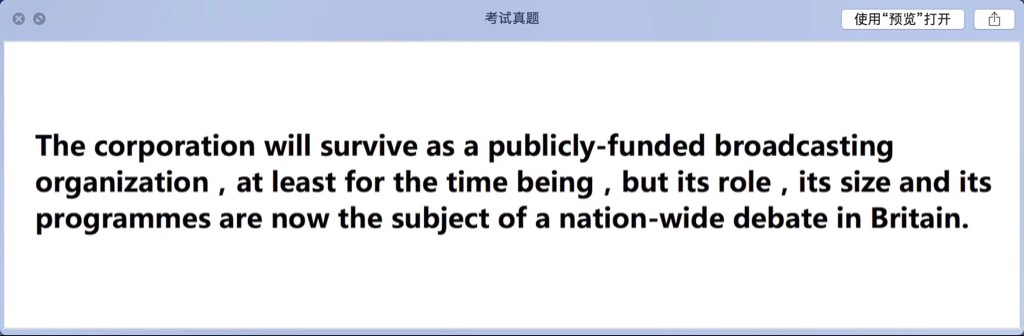 考试真题
使用“预览”打开
The corporation will survive as a publicly-funded broadcasting
organization , at least for the time being , but its role , its size and its
programmes are now the subject of a nation-wide debate in Britain.